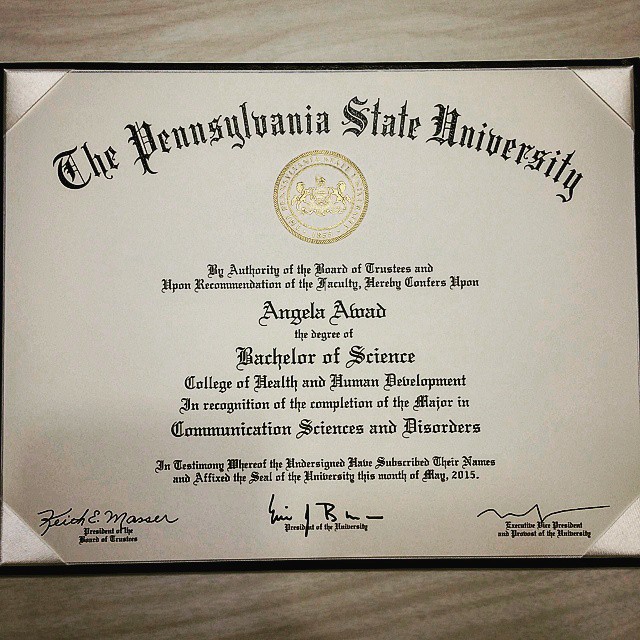 The Pennsylvania State University
By Authority of the Board of Trustees and
Upon Recommendation of the Faculty, Hereby Confers Upon
Angela Awad
the degree of
Bachelor of Science
College of Health and Human Development
In recognition of the completion of the Major in
Communication Sciences and Disorders
In Testimony Whereof the Undersigned Have Subscribed Their Names
and Affixed the Seal of the University this month of May, 2015.
Keith E. Masser
President of the
Board of Trustees
President of the University
Executive Vice President
and Provost of the University